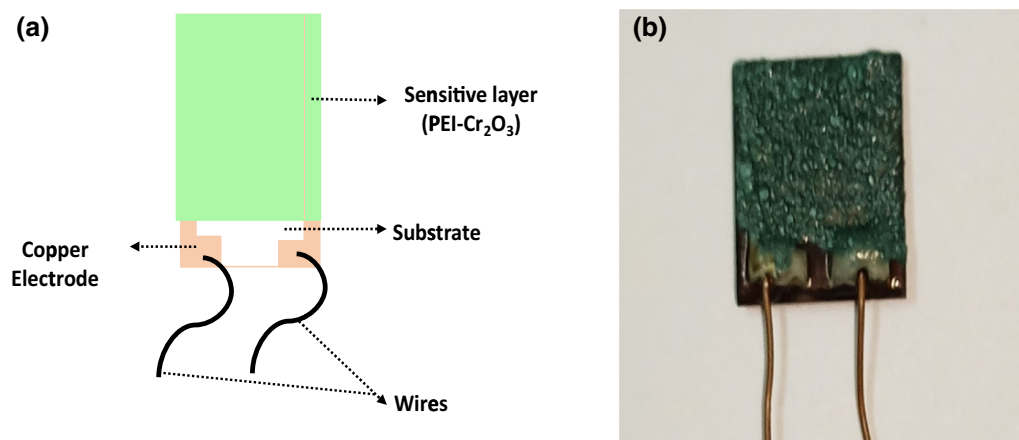 (a)
Sensitive layer
(PEI-Cr₂O₃)
Substrate
Copper
Electrode
Wires
(b)